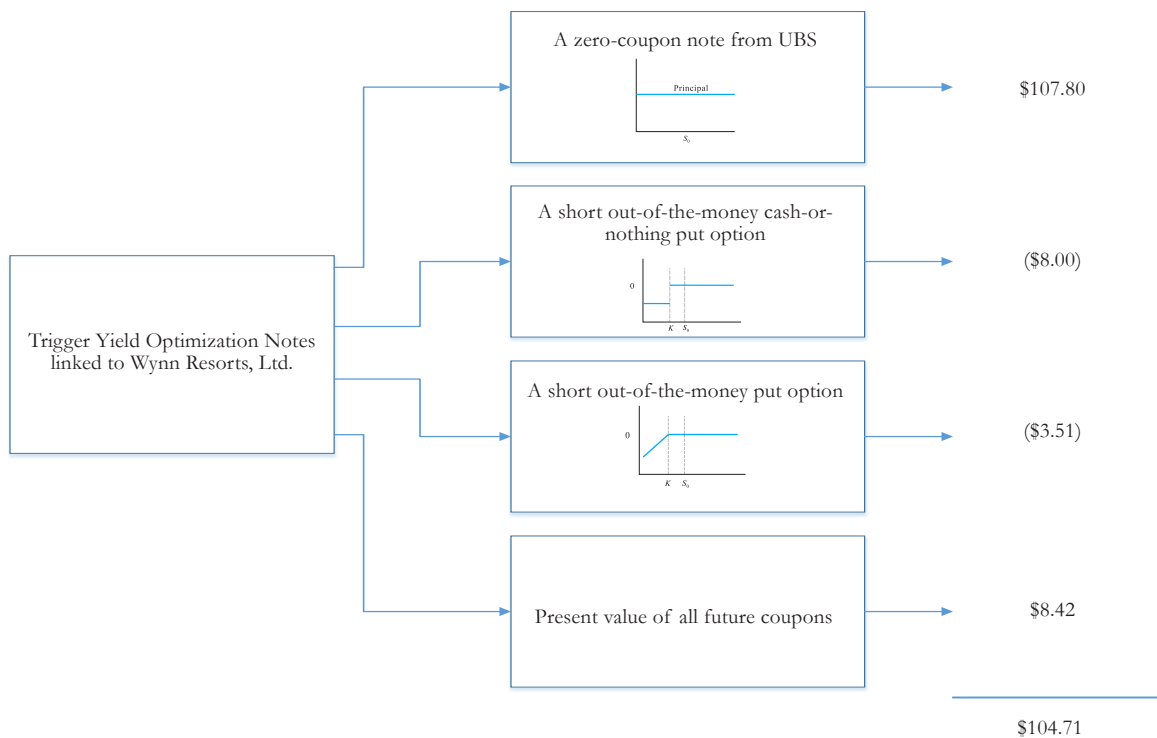 A zero-coupon note from UBS
Principal
S₀
$107.80
A short out-of-the-money cash-or-
nothing put option
0
K S₀
($8.00)
Trigger Yield Optimization Notes
linked to Wynn Resorts, Ltd.
A short out-of-the-money put option
0
K S₀
($3.51)
Present value of all future coupons
$8.42
$104.71